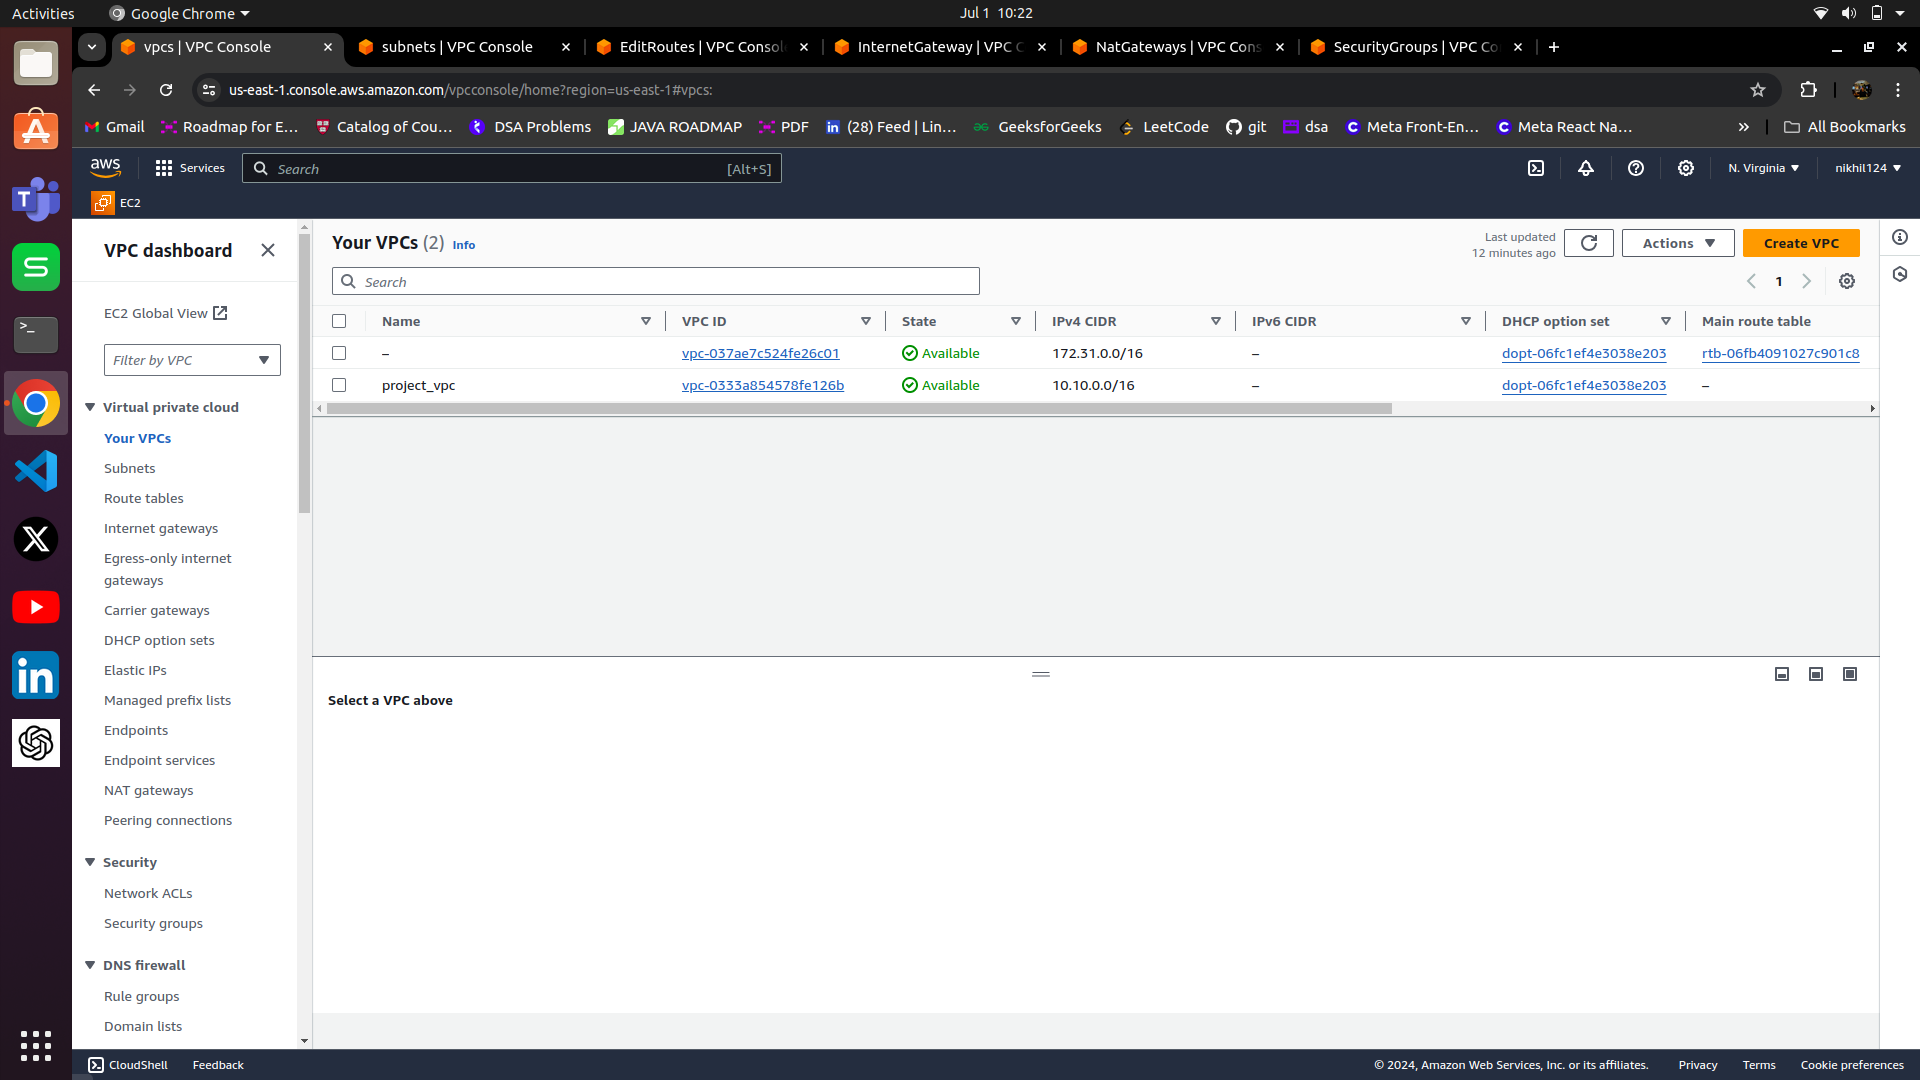 Activities
Google Chrome
Jul 1 10:22
vpcs | VPC Console
subnets | VPC Console
EditRoutes | VPC Consol
InternetGateway | VPC C
NatGateways | VPC Cons
SecurityGroups | VPC Co
us-east-1.console.aws.amazon.com/vpcconsole/home?region=us-east-1#vpcs:
Gmail
Roadmap for E...
Catalog of Cou...
DSA Problems
JAVA ROADMAP
PDF
(28) Feed | Lin...
GeeksforGeeks
LeetCode
git
dsa
Meta Front-En...
Meta React Na...
All Bookmarks
aws
Services
Search
[Alt+S]
N. Virginia
nikhil124
EC2
VPC dashboard
EC2 Global View
Filter by VPC
Virtual private cloud
Your VPCs
Subnets
Route tables
Internet gateways
Egress-only internet
gateways
Carrier gateways
DHCP option sets
Elastic IPs
Managed prefix lists
Endpoints
Endpoint services
NAT gateways
Peering connections
Security
Network ACLs
Security groups
DNS firewall
Rule groups
Domain lists
Your VPCs (2) Info
Last updated
12 minutes ago
Actions
Create VPC
Search
1
Name VPC ID State IPv4 CIDR IPv6 CIDR DHCP option set Main route table
– vpc-037ae7c524fe26c01 Available 172.31.0.0/16 – dopt-06fc1ef4e3038e203 rtb-06fb4091027c901c8
project_vpc vpc-0333a854578fe126b Available 10.10.0.0/16 – dopt-06fc1ef4e3038e203 –
Select a VPC above
CloudShell
Feedback
© 2024, Amazon Web Services, Inc. or its affiliates.
Privacy
Terms
Cookie preferences